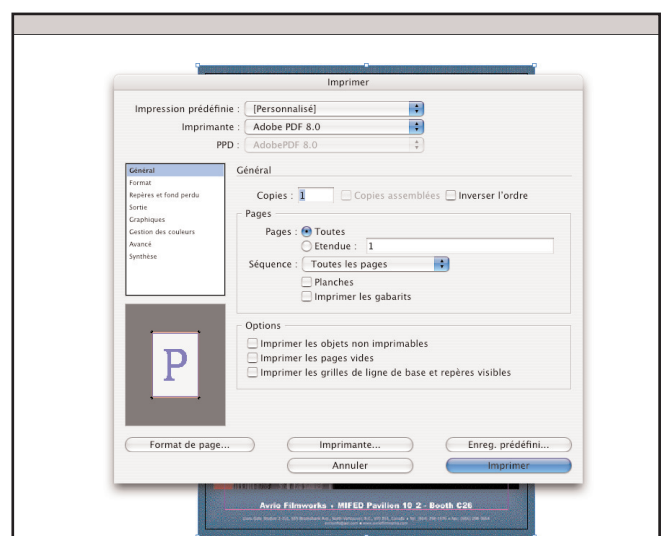 Imprimer
Impression prédéfinie : [Personnalisé]
Imprimante : Adobe PDF 8.0
PPD : AdobePDF 8.0
Général
Format
Repères et fond perdu
Sortie
Graphiques
Gestion des couleurs
Avancé
Synthèse
P
Général
Copies : 1 Copies assemblées Inverser l'ordre
Pages
Pages : Toutes
Etendue : 1
Séquence : Toutes les pages
Planches
Imprimer les gabarits
Options
Imprimer les objets non imprimables
Imprimer les pages vides
Imprimer les grilles de ligne de base et repères visibles
Format de page... Imprimante... Enreg. prédéfini...
Annuler Imprimer
Avrio Filmworks • MIFED Pavilion 10_2 - Booth C26